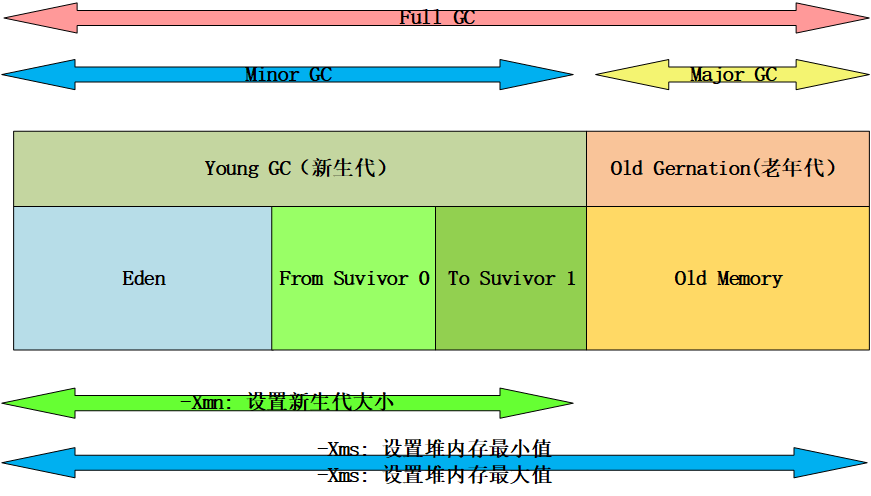 Full GC
Minor GC
Major GC
Young GC（新生代）
Old Gernation(老年代）
Eden
From Suvivor 0
To Suvivor 1
Old Memory
-Xmn: 设置新生代大小
-Xms: 设置堆内存最小值
-Xms: 设置堆内存最大值